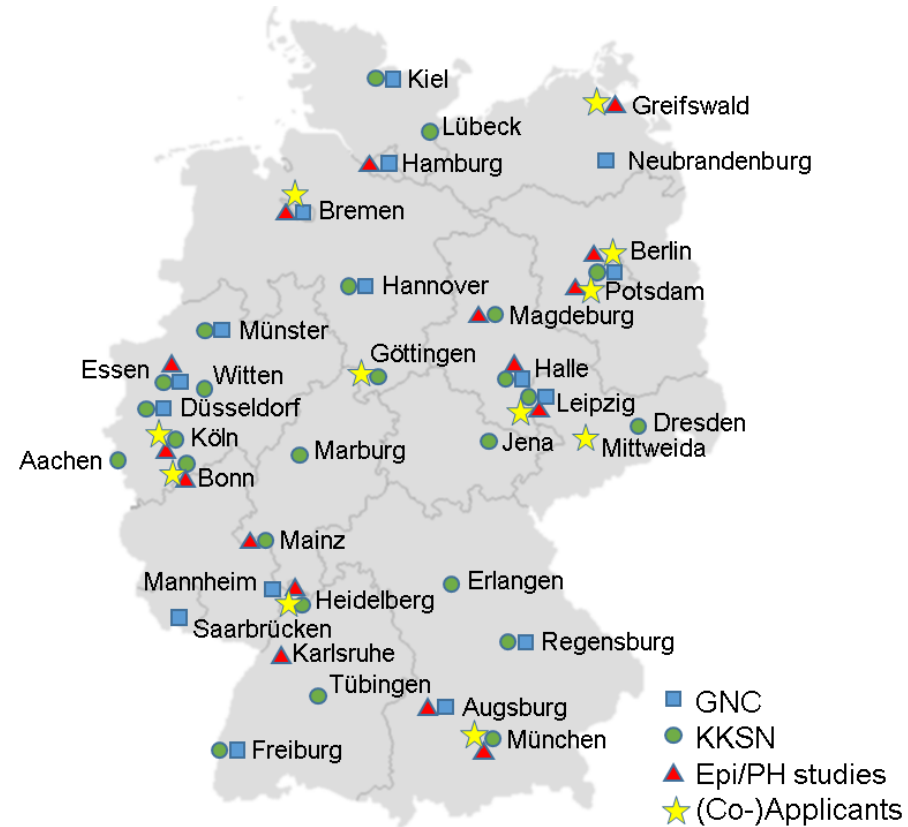 Kiel
Greifswald
Lübeck
Hamburg
Neubrandenburg
Bremen
Berlin
Hannover
Potsdam
Magdeburg
Münster
Göttingen
Essen
Witten
Halle
Düsseldorf
Leipzig
Köln
Dresden
Jena
Mittweida
Aachen
Marburg
Bonn
Mainz
Mannheim
Erlangen
Heidelberg
Saarbrücken
Regensburg
Karlsruhe
Tübingen
Augsburg
München
Freiburg
GNC
KKSN
Epi/PH studies
(Co-)Applicants